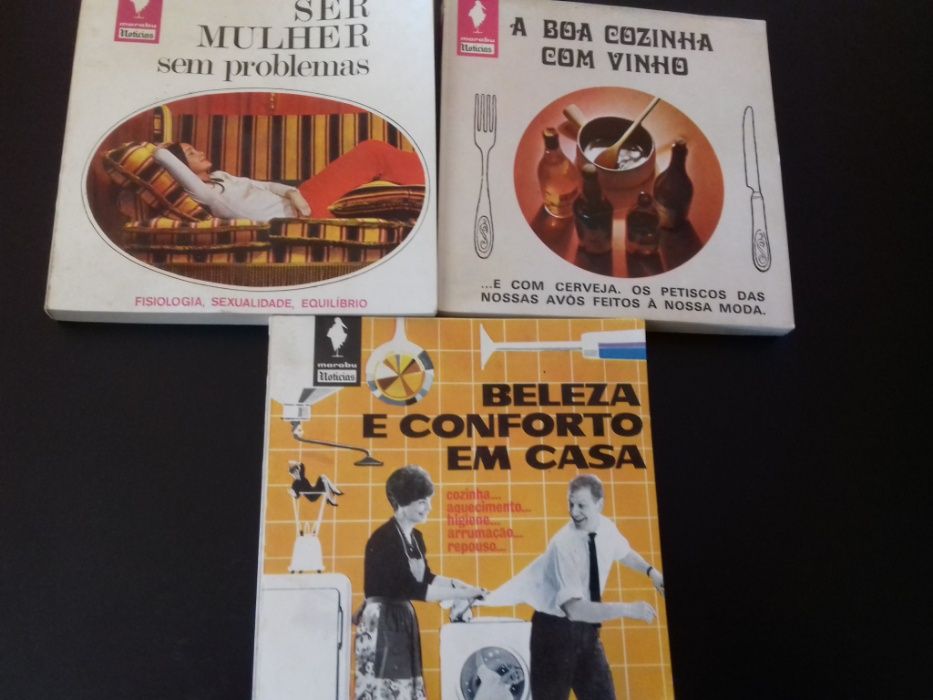 marabu
Notícias
SER
MULHER
sem problemas
FISIOLOGIA, SEXUALIDADE, EQUILÍBRIO
marabu
Notícias
A BOA COZINHA
COM VINHO
...E COM CERVEJA. OS PETISCOS DAS
NOSSAS AVÓS FEITOS À NOSSA MODA.
marabu
Notícias
BELEZA
E CONFORTO
EM CASA
cozinha...
aquecimento...
higiene...
arrumação...
repouso...